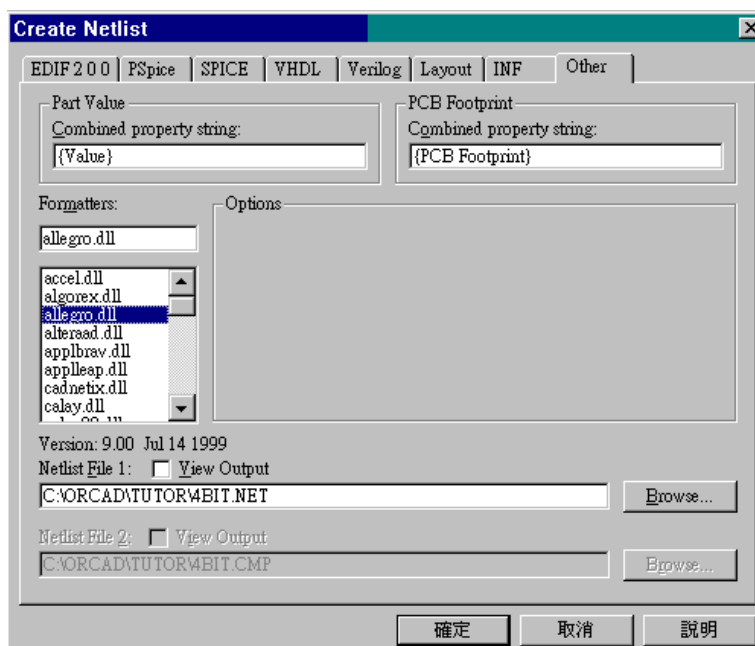 Create Netlist
EDIF 2 0 0 PSpice SPICE VHDL Verilog Layout INF Other
Part Value PCB Footprint
Combined property string: Combined property string:
{Value} {PCB Footprint}
Formatters: Options
allegro.dll
accel.dll
algorex.dll
allegro.dll
alteraad.dll
applbrav.dll
applleap.dll
cadnetix.dll
calay.dll
Version: 9.00 Jul 14 1999
Netlist File 1: View Output
C:\ORCAD\TUTOR\4BIT.NET Browse...
Netlist File 2: View Output
C:\ORCAD\TUTOR\4BIT.CMP Browse...
確定 取消 說明